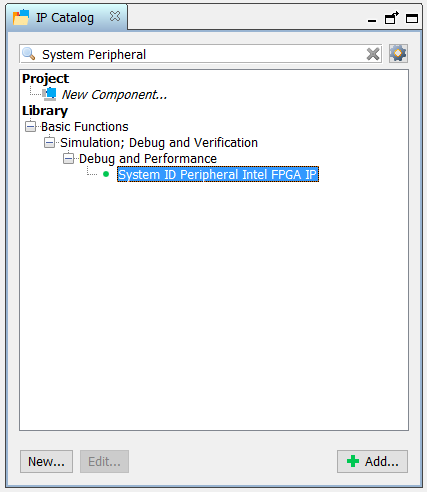 IP Catalog
System Peripheral
Project
New Component...
Library
Basic Functions
Simulation; Debug and Verification
Debug and Performance
System ID Peripheral Intel FPGA IP
New... Edit... Add...